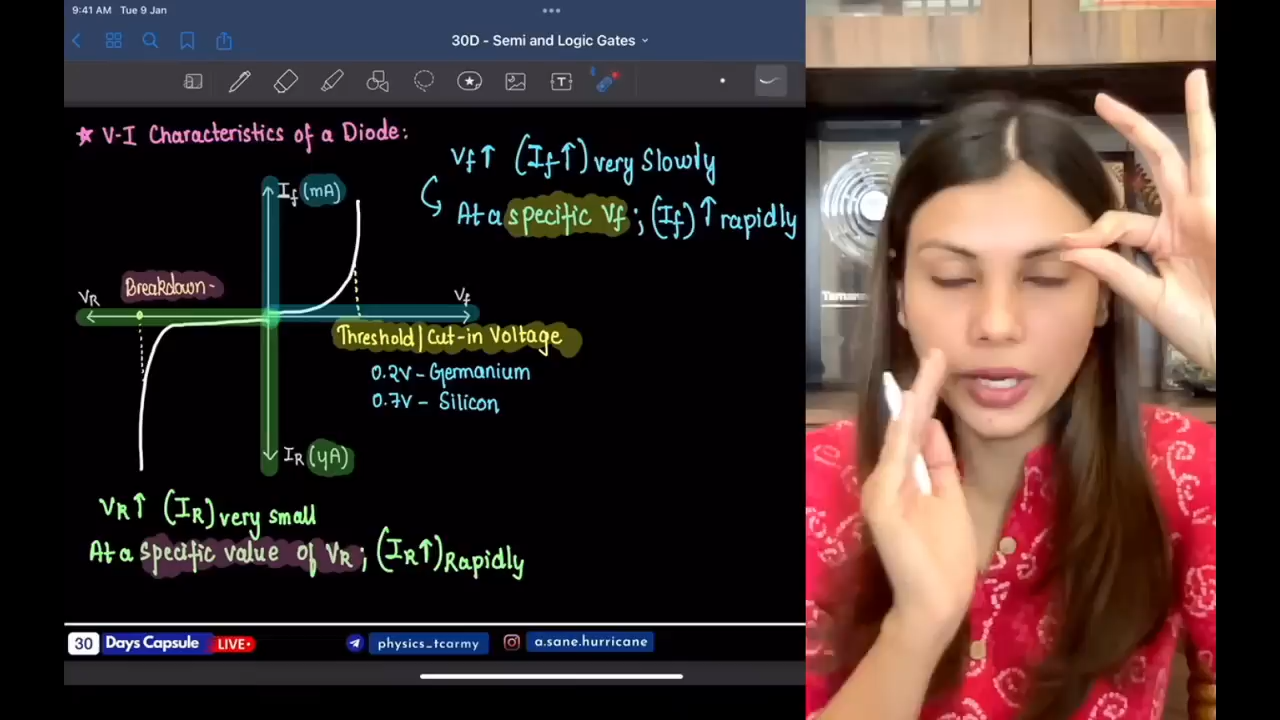 9:41 AM Tue 9 Jan
30D - Semi and Logic Gates
★ V-I Characteristics of a Diode:
Vf↑ (If↑) very Slowly
At a specific Vf ; (If) ↑ rapidly
If (mA)
Breakdown-
VR
Vf
Threshold | Cut-in Voltage
0.2V - Germanium
0.7V - Silicon
IR (μA)
VR↑ (IR) very small
At a specific value of VR ; (IR↑) Rapidly
30 Days Capsule LIVE
physics_tcarmy
a.sane.hurricane